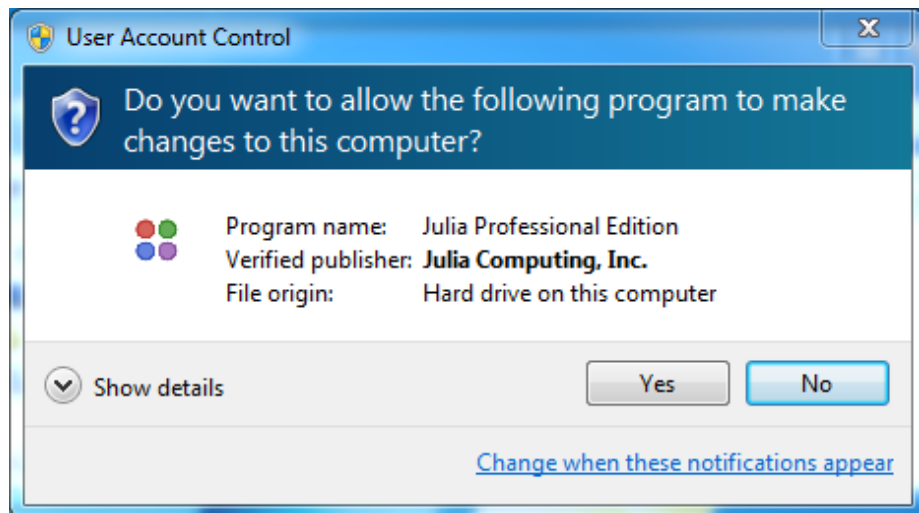 User Account Control
Do you want to allow the following program to make
changes to this computer?
Program name: Julia Professional Edition
Verified publisher: Julia Computing, Inc.
File origin: Hard drive on this computer
Show details
Yes
No
Change when these notifications appear